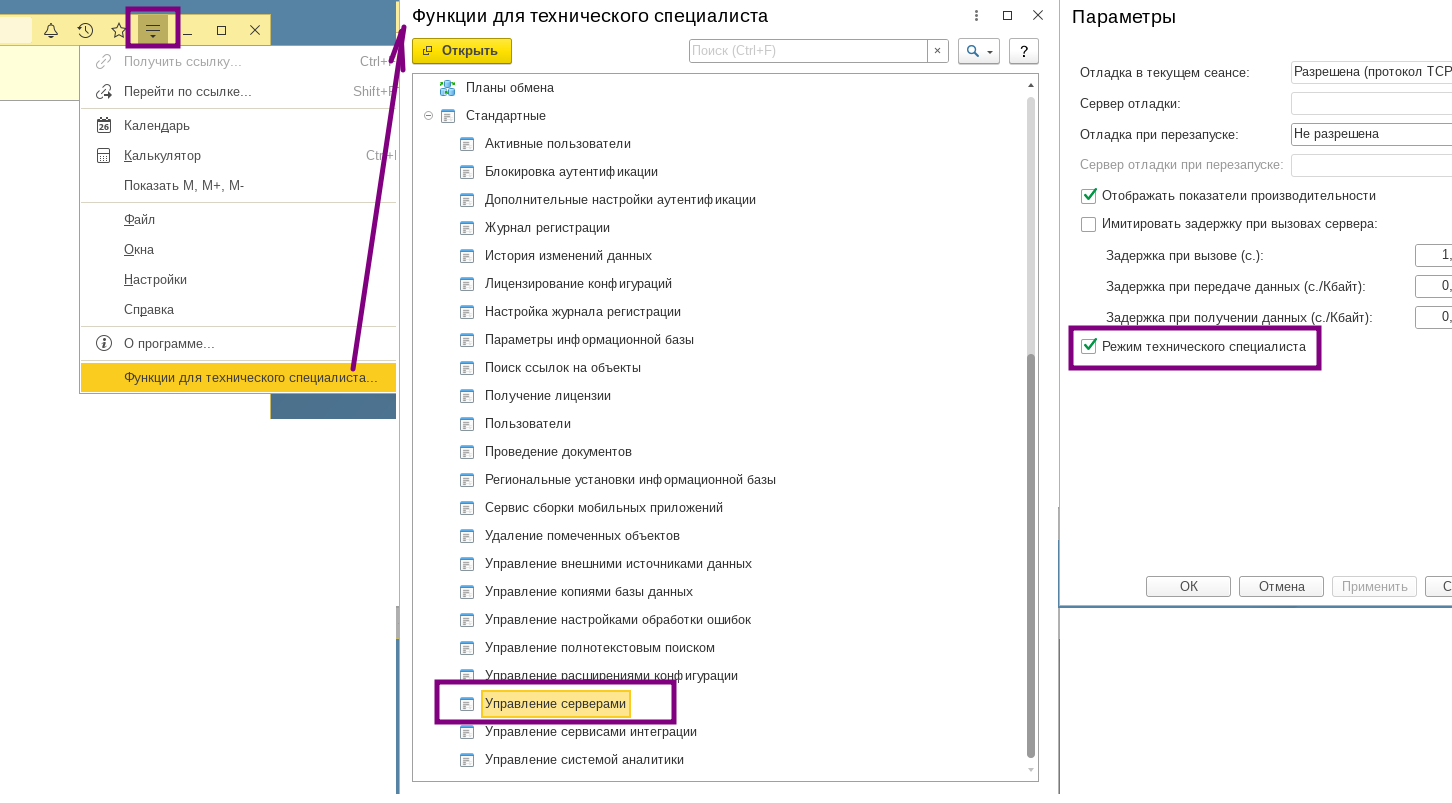 Получить ссылку...
Перейти по ссылке...
Shift+F
26
Календарь
Калькулятор
Показать M, M+, M-
Файл
Окна
Настройки
Справка
О программе...
Функции для технического специалиста...
Функции для технического специалиста
Открыть
Поиск (Ctrl+F)
×
?
Планы обмена
Стандартные
Активные пользователи
Блокировка аутентификации
Дополнительные настройки аутентификации
Журнал регистрации
История изменений данных
Лицензирование конфигураций
Настройка журнала регистрации
Параметры информационной базы
Поиск ссылок на объекты
Получение лицензии
Пользователи
Проведение документов
Региональные установки информационной базы
Сервис сборки мобильных приложений
Удаление помеченных объектов
Управление внешними источниками данных
Управление копиями базы данных
Управление настройками обработки ошибок
Управление полнотекстовым поиском
Управление расширениями конфигурации
Управление серверами
Управление сервисами интеграции
Управление системой аналитики
Параметры
Отладка в текущем сеансе: Разрешена (протокол TCP
Сервер отладки:
Отладка при перезапуске: Не разрешена
Сервер отладки при перезапуске:
Отображать показатели производительности
Имитировать задержку при вызовах сервера:
Задержка при вызове (с.): 1,
Задержка при передаче данных (с./Кбайт): 0,
Задержка при получении данных (с./Кбайт): 0,
Режим технического специалиста
ОК Отмена Применить С